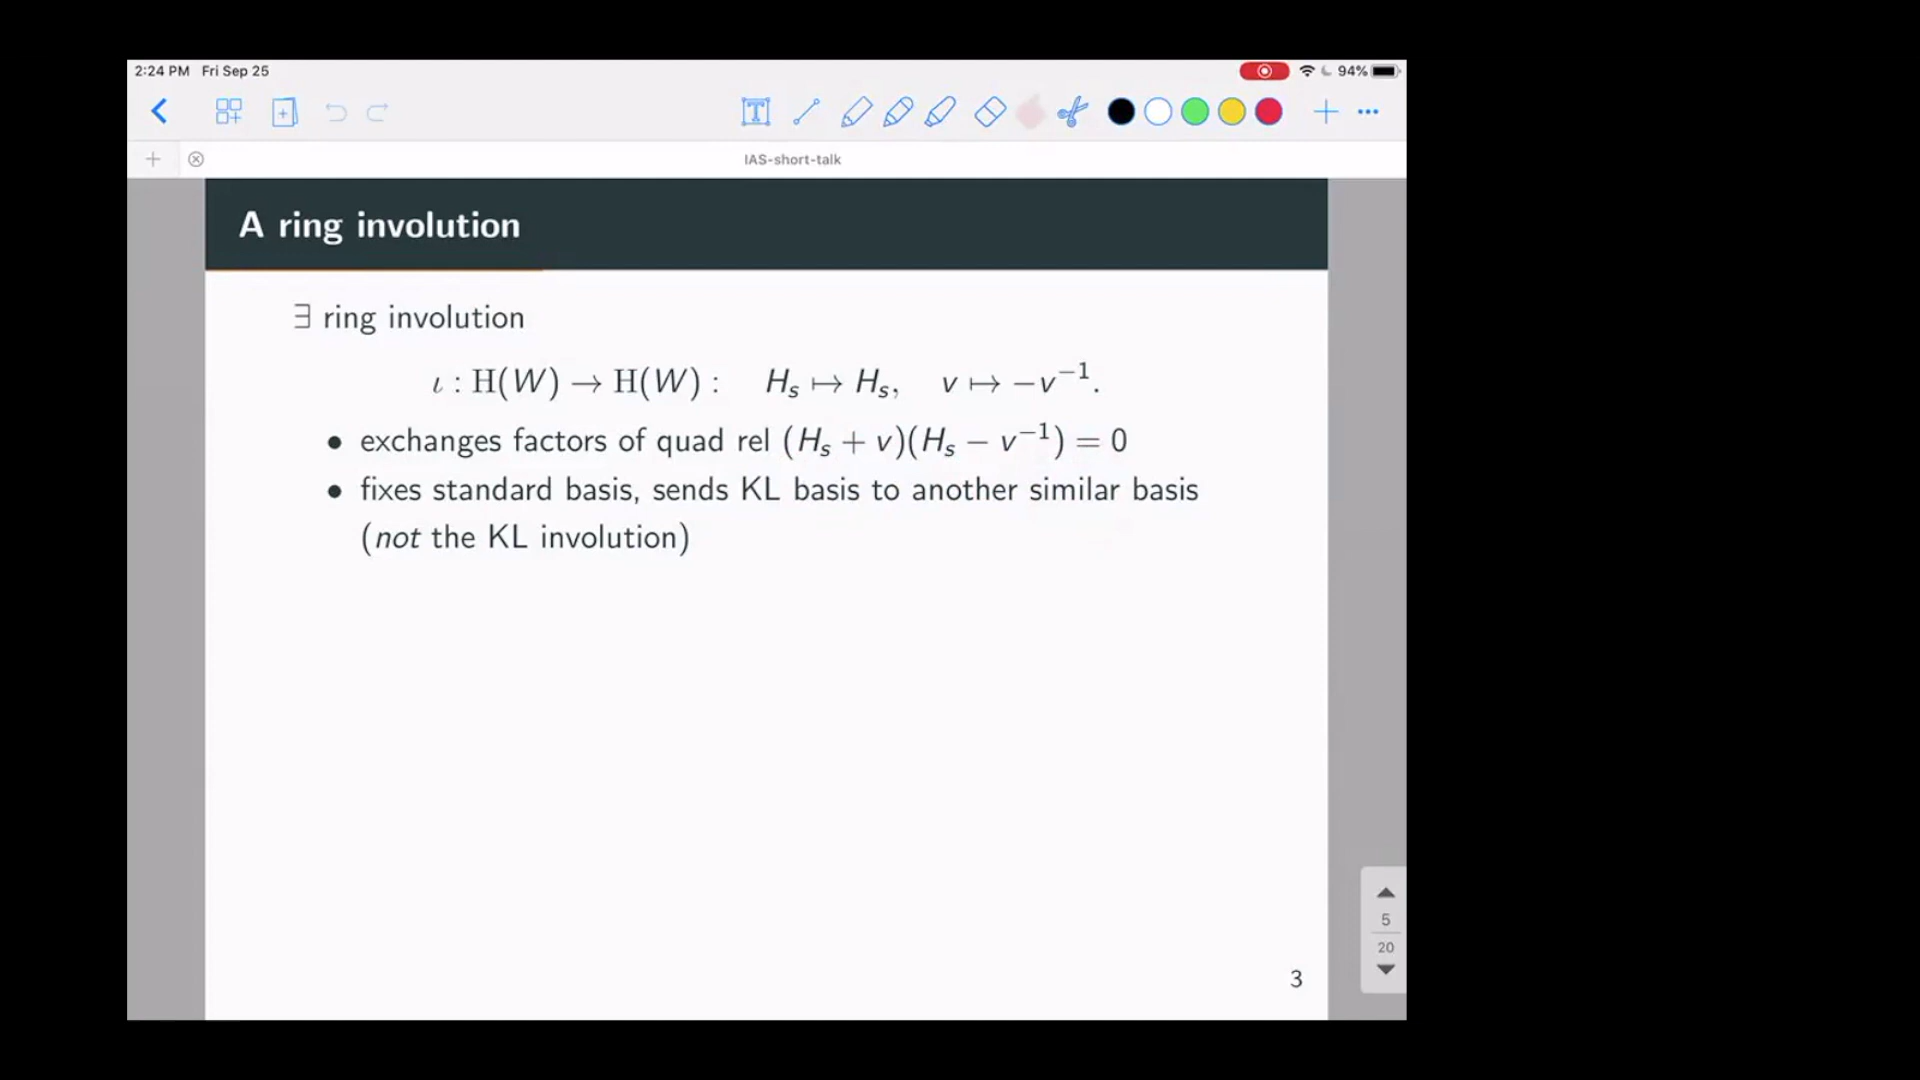 2:24 PM Fri Sep 25
94%
IAS-short-talk
A ring involution
∃ ring involution
ι : H(W) → H(W) : H_s ↦ H_s, v ↦ −v^{−1}.
• exchanges factors of quad rel (H_s + v)(H_s − v^{−1}) = 0
• fixes standard basis, sends KL basis to another similar basis
(not the KL involution)
5
20
3